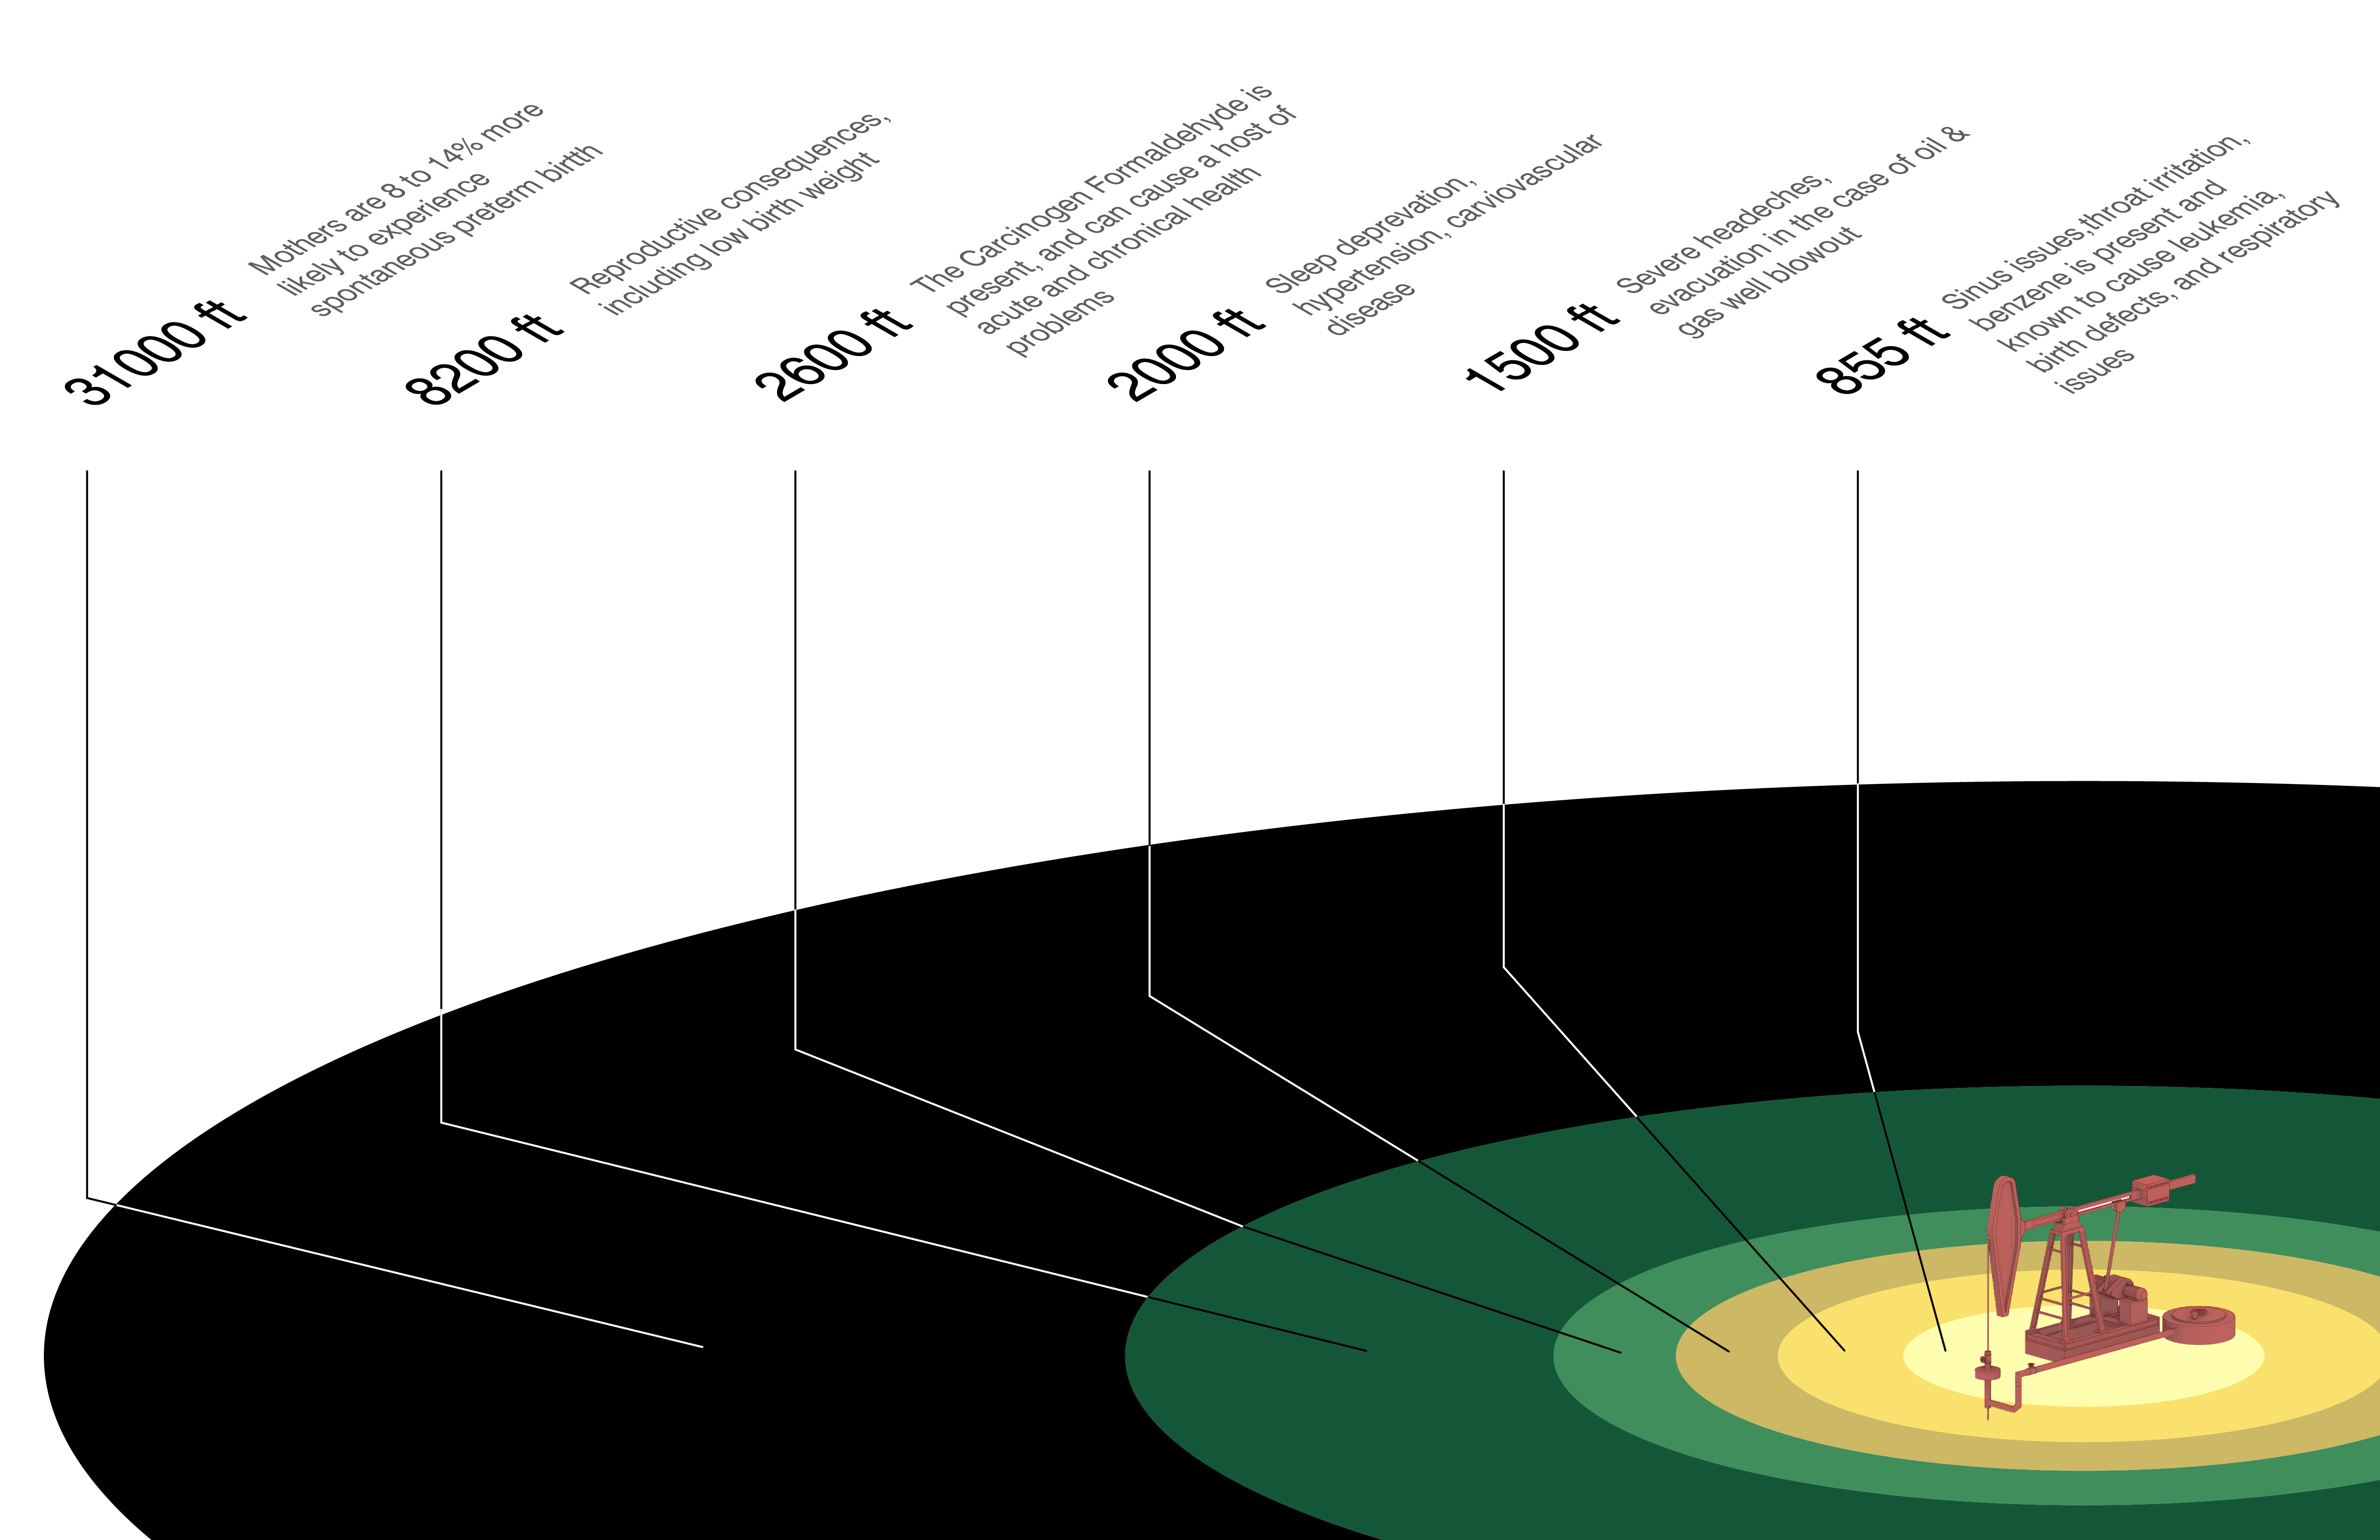 31000 ft
Mothers are 8 to 14% more
likely to experience
spontaneous preterm birtth
8200 ft
Reproductive consequences,
including low birth weight
2600 ft
The Carcinogen Formaldehyde is
present, and can cause a host of
acute and chronical health
problems
2000 ft
Sleep deprevation,
hypertension, carviovascular
disease
1500 ft
Severe headeches,
evacuation in the case of oil &
gas well blowout
855 ft
Sinus issues,throat irritation,
benzene is present and
known to cause leukemia,
birth defects, and respiratory
issues